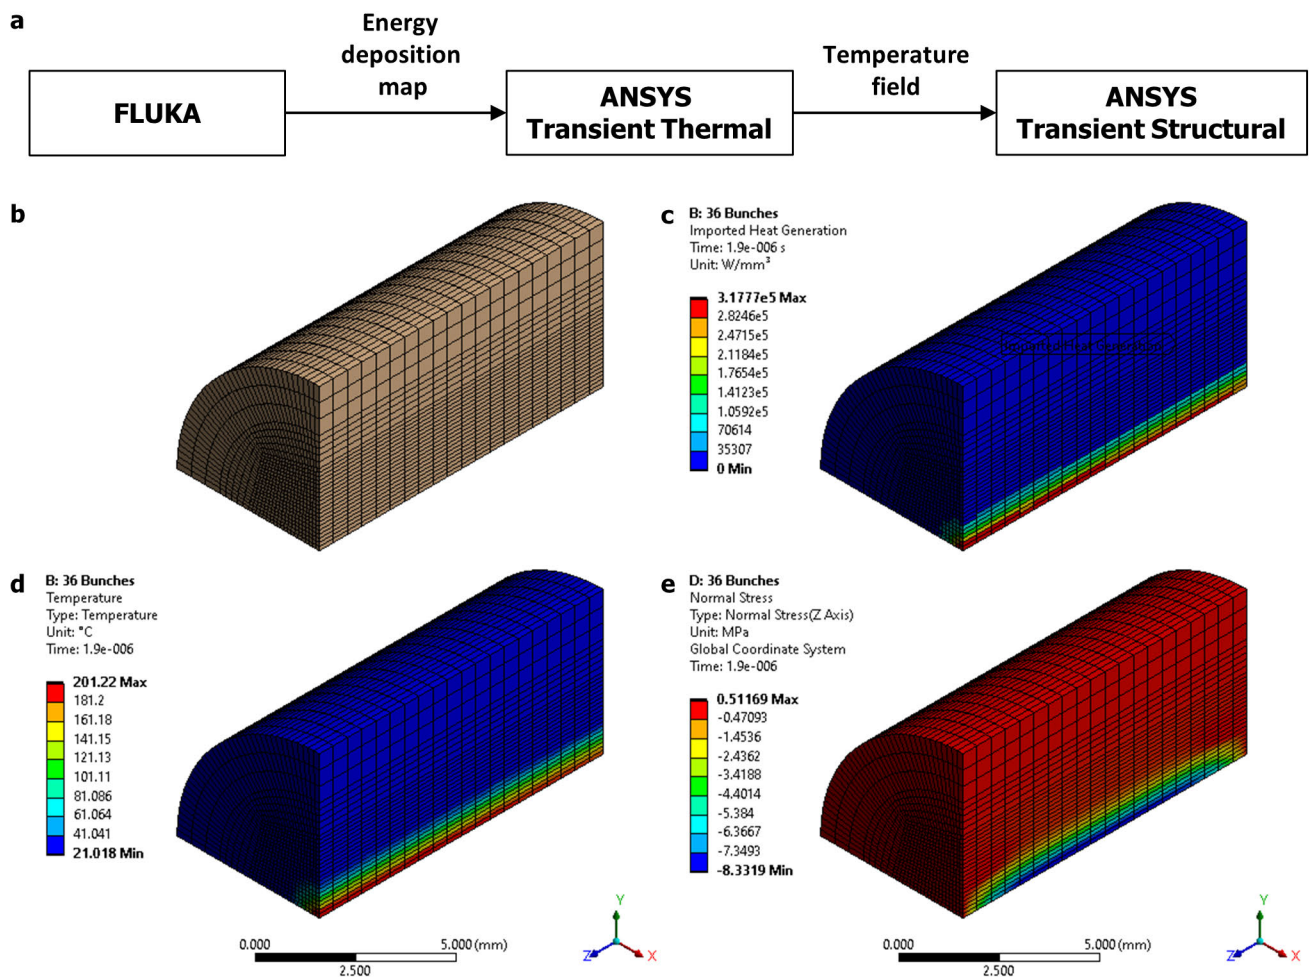 a
Energy
deposition
map
Temperature
field
FLUKA
ANSYS
Transient Thermal
ANSYS
Transient Structural
b
c
B: 36 Bunches
Imported Heat Generation
Time: 1.9e-006 s
Unit: W/mm³
3.1777e5 Max
2.8246e5
2.4715e5
2.1184e5
1.7654e5
1.4123e5
1.0592e5
70614
35307
0 Min
Imported Heat Generation
d
B: 36 Bunches
Temperature
Type: Temperature
Unit: °C
Time: 1.9e-006
201.22 Max
181.2
161.18
141.15
121.13
101.11
81.086
61.064
41.041
21.018 Min
0.000
5.000 (mm)
2.500
Y
Z
X
e
D: 36 Bunches
Normal Stress
Type: Normal Stress(Z Axis)
Unit: MPa
Global Coordinate System
Time: 1.9e-006
0.51169 Max
-0.47093
-1.4536
-2.4362
-3.4188
-4.4014
-5.384
-6.3667
-7.3493
-8.3319 Min
0.000
5.000 (mm)
2.500
Y
Z
X